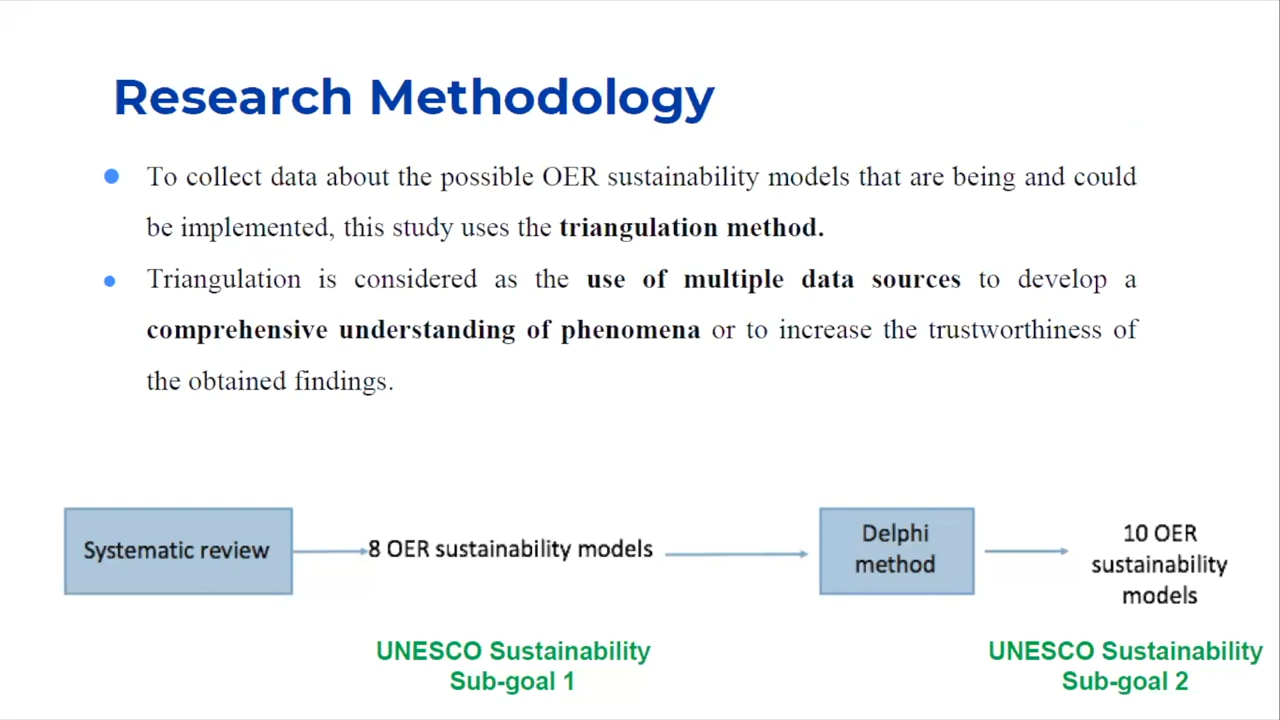 Research Methodology
To collect data about the possible OER sustainability models that are being and could
be implemented, this study uses the triangulation method.
Triangulation is considered as the use of multiple data sources to develop a
comprehensive understanding of phenomena or to increase the trustworthiness of
the obtained findings.
Systematic review
8 OER sustainability models
Delphi
method
10 OER
sustainability
models
UNESCO Sustainability
Sub-goal 1
UNESCO Sustainability
Sub-goal 2